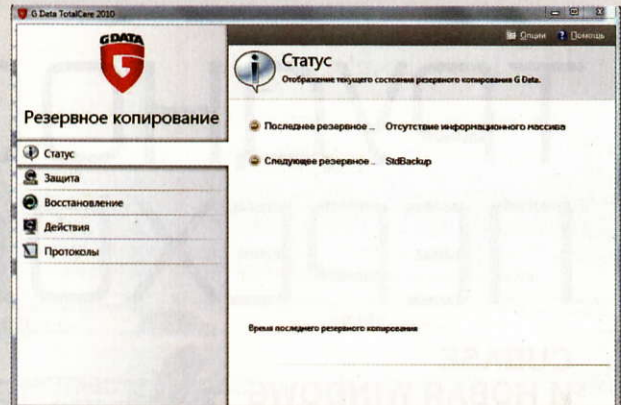 G Data TotalCare 2010
Опции
Помощь
G DATA
Резервное копирование
Статус
Отображение текущего состояния резервного копирования G Data.
Последнее резервное .. Отсутствие информационного массива
Следующее резервное .. StdBackup
Статус
Защита
Восстановление
Действия
Протоколы
Время последнего резервного копирования